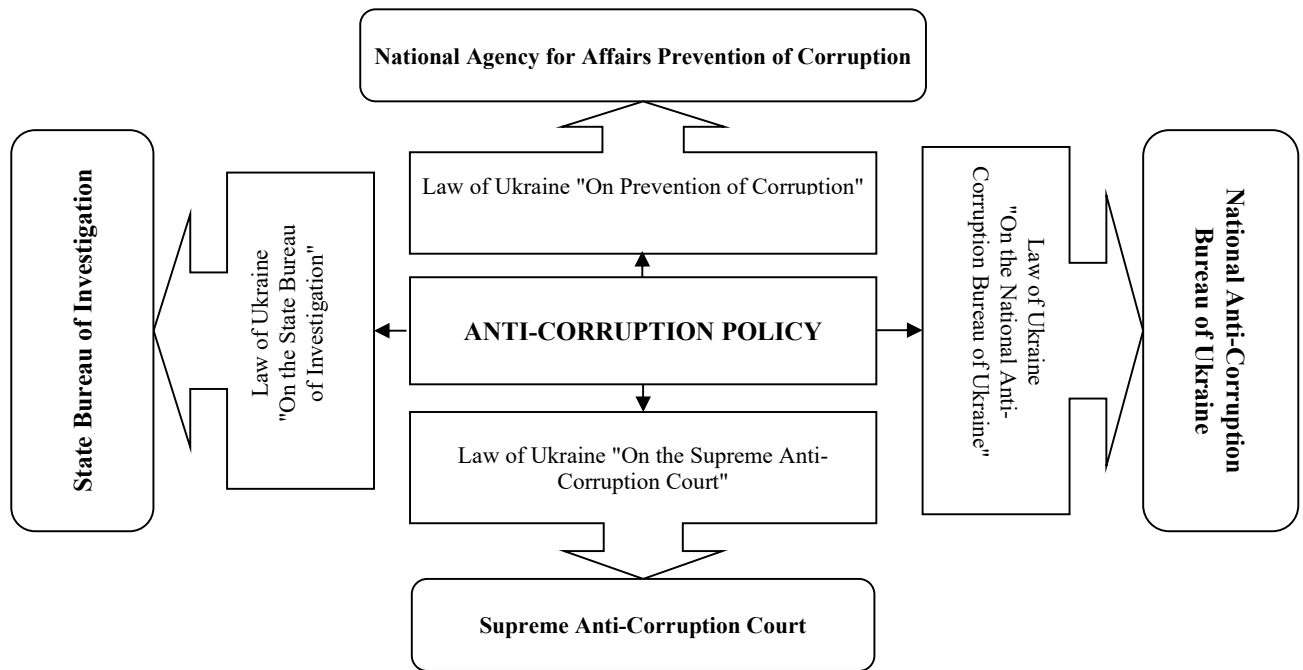 National Agency for Affairs Prevention of Corruption
Law of Ukraine "On Prevention of Corruption"
State Bureau of Investigation
Law of Ukraine
"On the State Bureau
of Investigation"
ANTI-CORRUPTION POLICY
Law of Ukraine
"On the National Anti-
Corruption Bureau of Ukraine"
National Anti-Corruption
Bureau of Ukraine
Law of Ukraine "On the Supreme Anti-
Corruption Court"
Supreme Anti-Corruption Court